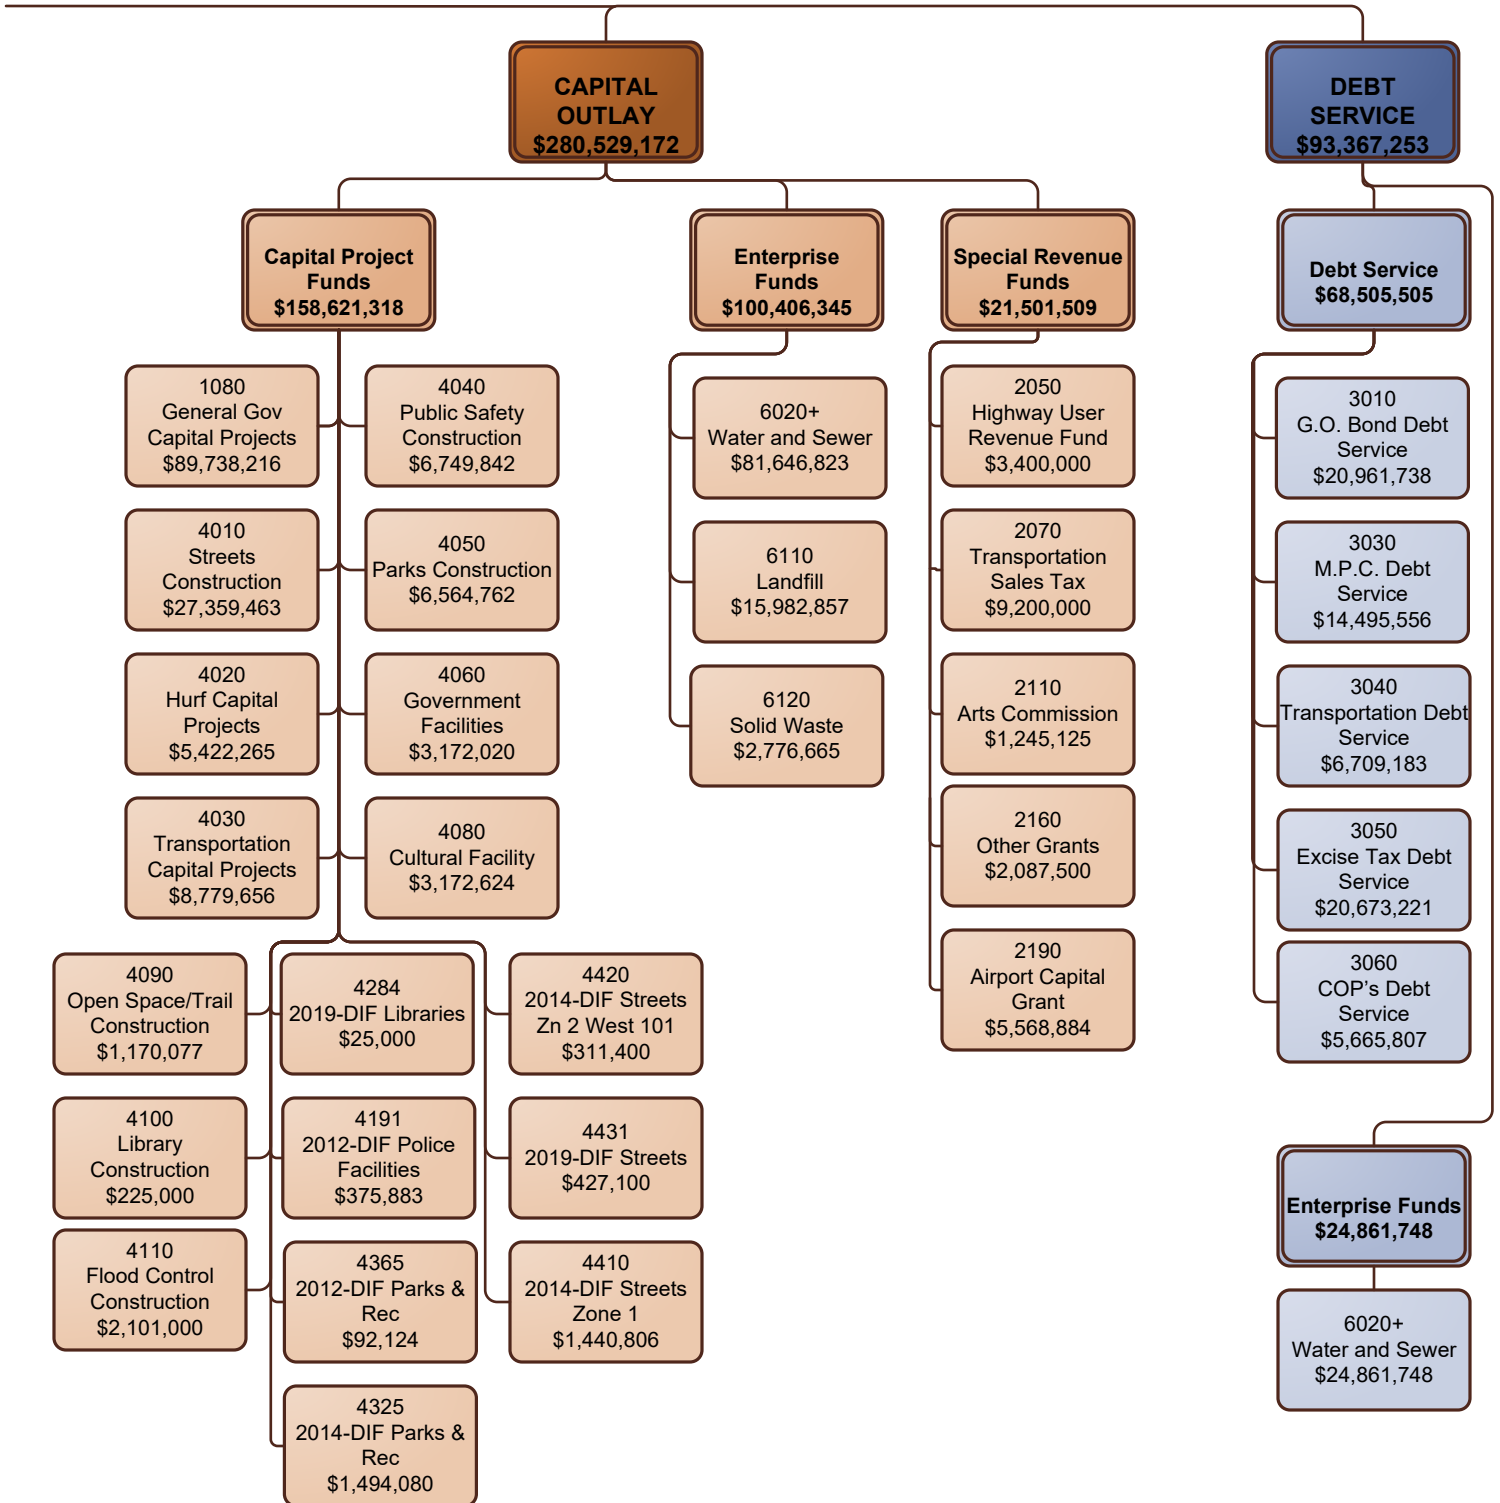 CAPITAL
OUTLAY
$280,529,172
DEBT
SERVICE
$93,367,253
Capital Project
Funds
$158,621,318
Enterprise
Funds
$100,406,345
Special Revenue
Funds
$21,501,509
Debt Service
$68,505,505
1080
General Gov
Capital Projects
$89,738,216
4040
Public Safety
Construction
$6,749,842
4010
Streets
Construction
$27,359,463
4050
Parks Construction
$6,564,762
4020
Hurf Capital
Projects
$5,422,265
4060
Government
Facilities
$3,172,020
4030
Transportation
Capital Projects
$8,779,656
4080
Cultural Facility
$3,172,624
4090
Open Space/Trail
Construction
$1,170,077
4284
2019-DIF Libraries
$25,000
4420
2014-DIF Streets
Zn 2 West 101
$311,400
4100
Library
Construction
$225,000
4191
2012-DIF Police
Facilities
$375,883
4431
2019-DIF Streets
$427,100
4110
Flood Control
Construction
$2,101,000
4365
2012-DIF Parks &
Rec
$92,124
4410
2014-DIF Streets
Zone 1
$1,440,806
4325
2014-DIF Parks &
Rec
$1,494,080
6020+
Water and Sewer
$81,646,823
6110
Landfill
$15,982,857
6120
Solid Waste
$2,776,665
2050
Highway User
Revenue Fund
$3,400,000
2070
Transportation
Sales Tax
$9,200,000
2110
Arts Commission
$1,245,125
2160
Other Grants
$2,087,500
2190
Airport Capital
Grant
$5,568,884
3010
G.O. Bond Debt
Service
$20,961,738
3030
M.P.C. Debt
Service
$14,495,556
3040
Transportation Debt
Service
$6,709,183
3050
Excise Tax Debt
Service
$20,673,221
3060
COP's Debt
Service
$5,665,807
Enterprise Funds
$24,861,748
6020+
Water and Sewer
$24,861,748